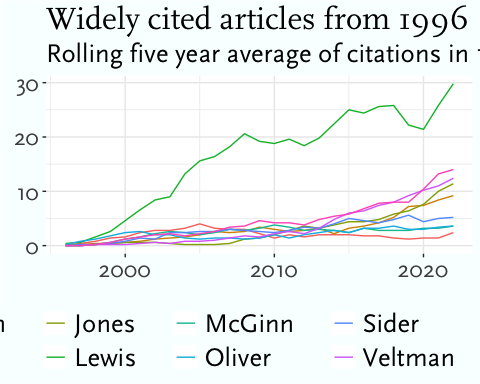 Widely cited articles from 1996
Rolling five year average of citations in
30
20
10
0
2000 2010 2020
Jones McGinn Sider
Lewis Oliver Veltman